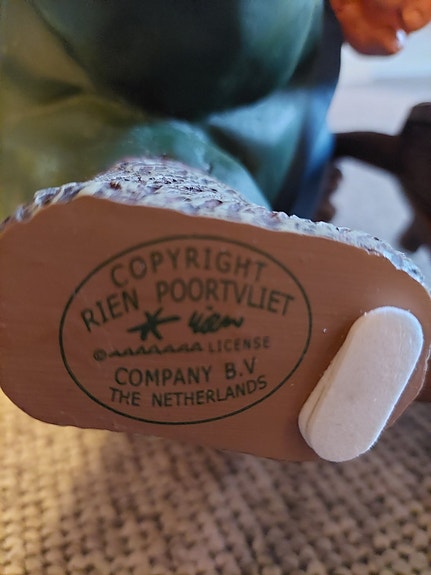 COPYRIGHT
RIEN POORTVLIET
LICENSE
COMPANY B.V
THE NETHERLANDS